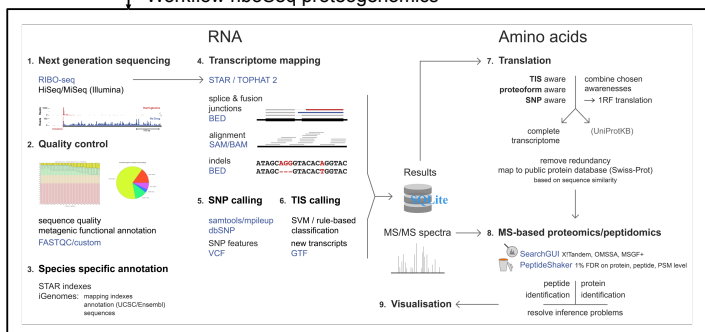 Workflow riboSeq proteogenomics
RNA
Amino acids
1. Next generation sequencing
RIBO-seq
HiSeq/MiSeq (Illumina)
2. Quality control
sequence quality
metagenic functional annotation
FASTQC/custom
3. Species specific annotation
STAR indexes
iGenomes: mapping indexes
annotation (UCSC/Ensembl)
sequences
4. Transcriptome mapping
STAR / TOPHAT 2
splice & fusion
junctions
BED
alignment
SAM/BAM
indels
BED
ATAGCAGGGTACACAGGTAC
ATAGC---GTACACTGGTAC
5. SNP calling
samtools/mpileup
dbSNP
SNP features
VCF
6. TIS calling
SVM / rule-based
classification
new transcripts
GTF
Results
SQLite
MS/MS spectra
7. Translation
TIS aware
proteoform aware
SNP aware
combine chosen
awarenesses
→ 1RF translation
complete
transcriptome
(UniProtKB)
remove redundancy
map to public protein database (Swiss-Prot)
based on sequence similarity
8. MS-based proteomics/peptidomics
SearchGUI X!Tandem, OMSSA, MSGF+
PeptideShaker 1% FDR on protein, peptide, PSM level
peptide
identification
protein
identification
resolve inference problems
9. Visualisation